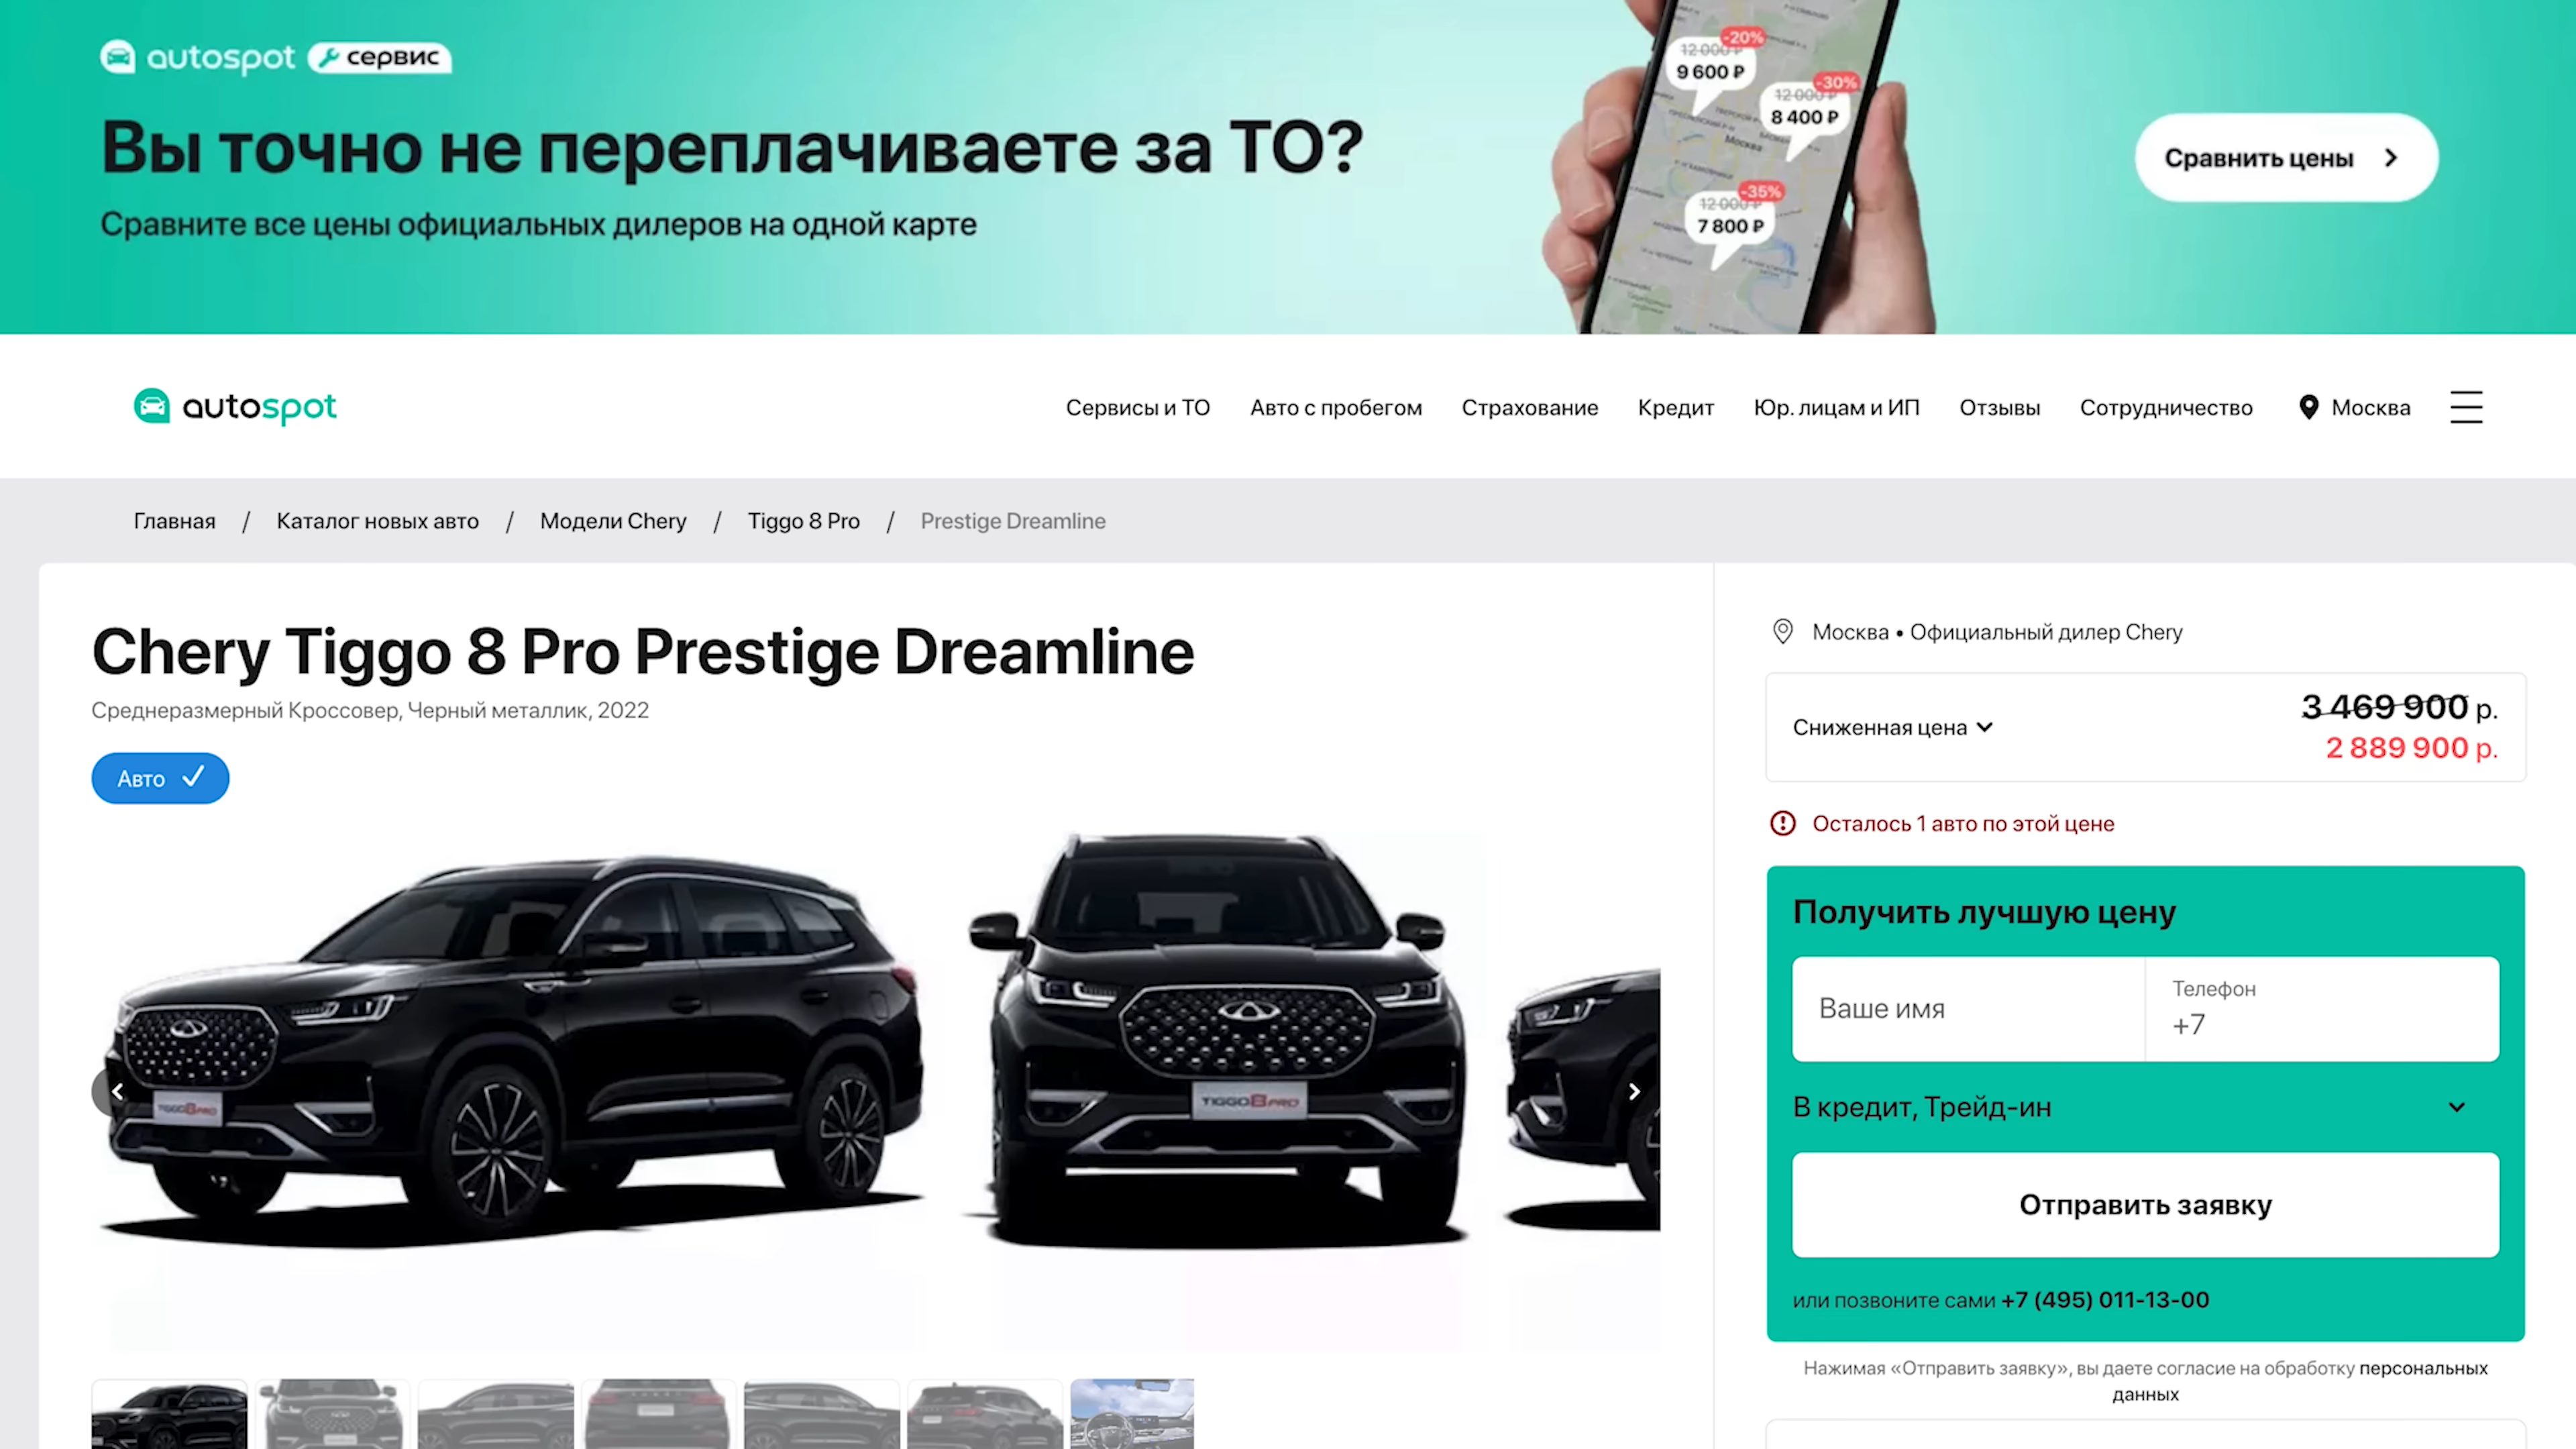 autospot сервис
Вы точно не переплачиваете за ТО?
Сравните все цены официальных дилеров на одной карте
-20%
12 000 ₽
9 600 ₽
-30%
12 000 ₽
8 400 ₽
Москва
-35%
12 000 ₽
7 800 ₽
Сравнить цены
autospot
Сервисы и ТО Авто с пробегом Страхование Кредит Юр. лицам и ИП Отзывы Сотрудничество Москва
Главная / Каталог новых авто / Модели Chery / Tiggo 8 Pro / Prestige Dreamline
Chery Tiggo 8 Pro Prestige Dreamline
Среднеразмерный Кроссовер, Черный металлик, 2022
Авто
TIGGO8PRO
TIGGO8PRO
Москва • Официальный дилер Chery
3 469 900 р.
Сниженная цена
2 889 900 р.
Осталось 1 авто по этой цене
Получить лучшую цену
Ваше имя
Телефон
+7
В кредит, Трейд-ин
Отправить заявку
или позвоните сами +7 (495) 011-13-00
Нажимая «Отправить заявку», вы даете согласие на обработку персональных
данных